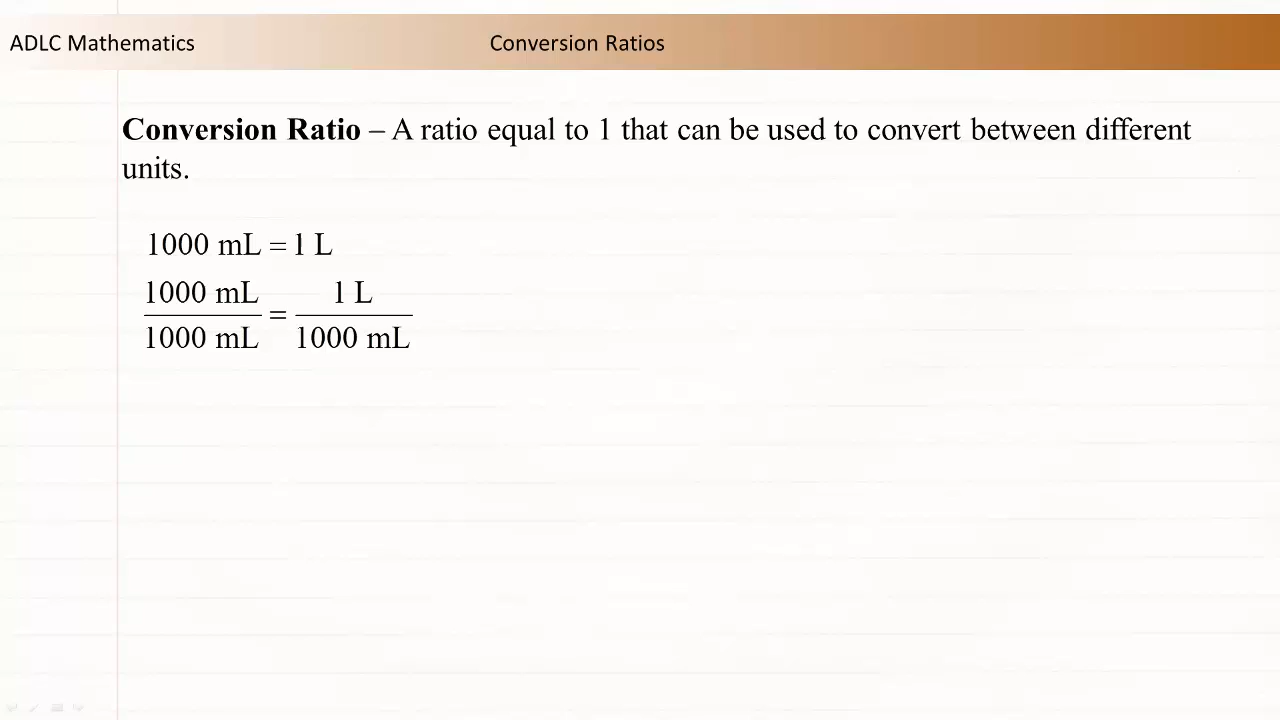 ADLC Mathematics Conversion Ratios
Conversion Ratio – A ratio equal to 1 that can be used to convert between different
units.
1000 mL = 1 L
1000 mL / 1000 mL = 1 L / 1000 mL